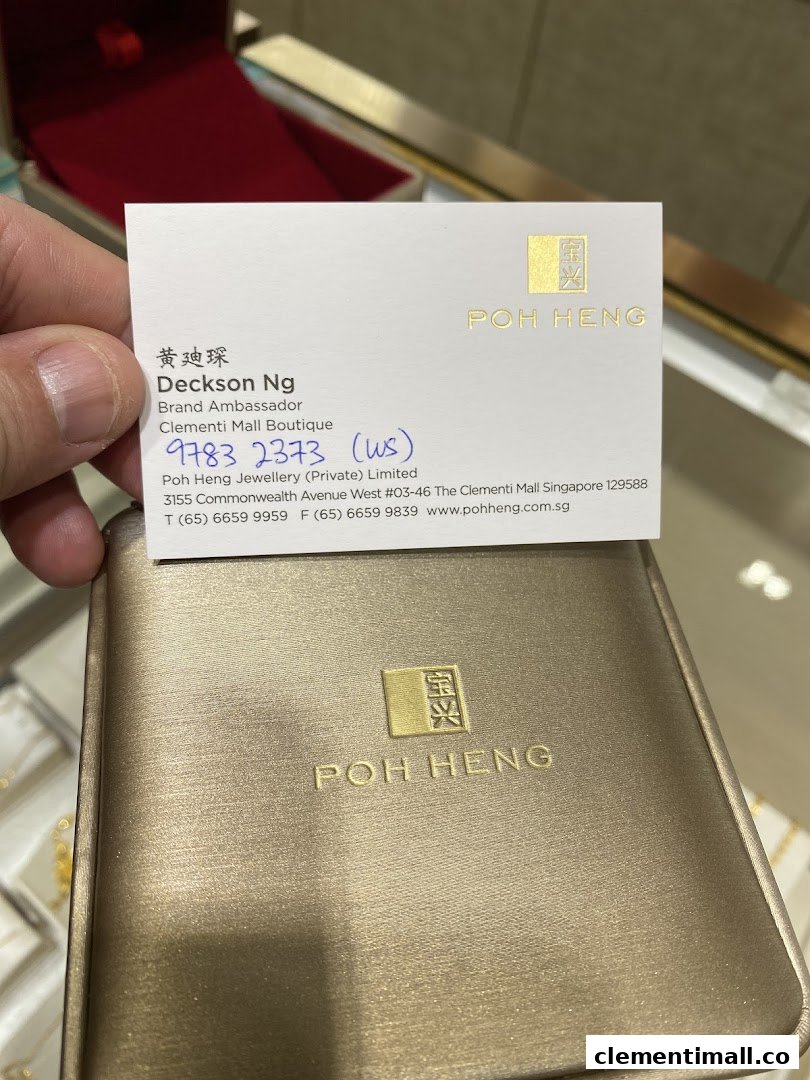 宝兴
POH HENG
黄廸琛
Deckson Ng
Brand Ambassador
Clementi Mall Boutique
9783 2373 (WS)
Poh Heng Jewellery (Private) Limited
3155 Commonwealth Avenue West #03-46 The Clementi Mall Singapore 129588
T (65) 6659 9959 F (65) 6659 9839 www.pohheng.com.sg
宝兴
POH HENG
clementimall.co